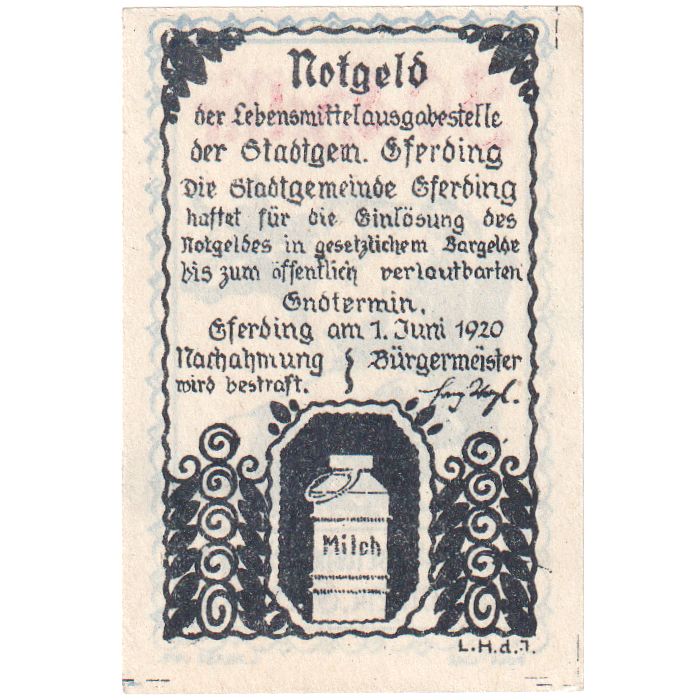 Notgeld
der Lebensmittelausgabestelle
der Stadtgem. Eferding
Die Stadtgemeinde Eferding
haftet für die Einlösung des
Notgeldes in gesetzlichem Bargelde
bis zum öffentlich verlautbarten
Endtermin.
Eferding am 1. Juni 1920
Nachahmung Bürgermeister
wird bestraft.
Milch
L.H.d.J.